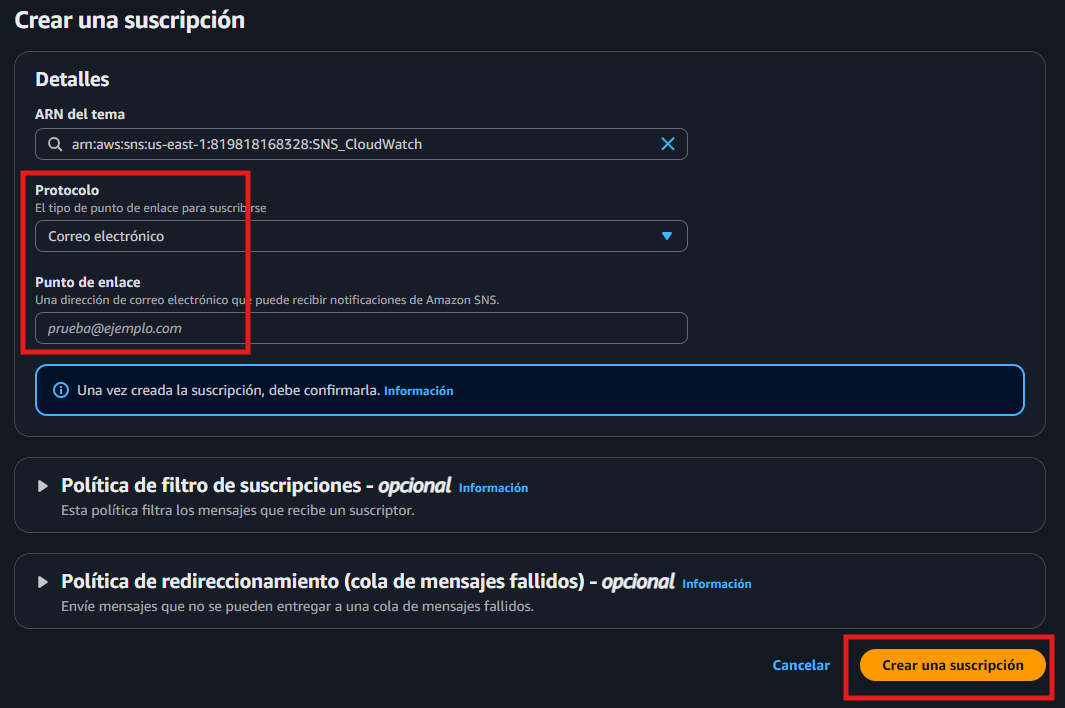 Crear una suscripción
Detalles
ARN del tema
arn:aws:sns:us-east-1:819818168328:SNS_CloudWatch
Protocolo
El tipo de punto de enlace para suscribirse
Correo electrónico
Punto de enlace
Una dirección de correo electrónico que puede recibir notificaciones de Amazon SNS.
prueba@ejemplo.com
Una vez creada la suscripción, debe confirmarla. Información
Política de filtro de suscripciones - opcional Información
Esta política filtra los mensajes que recibe un suscriptor.
Política de redireccionamiento (cola de mensajes fallidos) - opcional Información
Envíe mensajes que no se pueden entregar a una cola de mensajes fallidos.
Cancelar Crear una suscripción